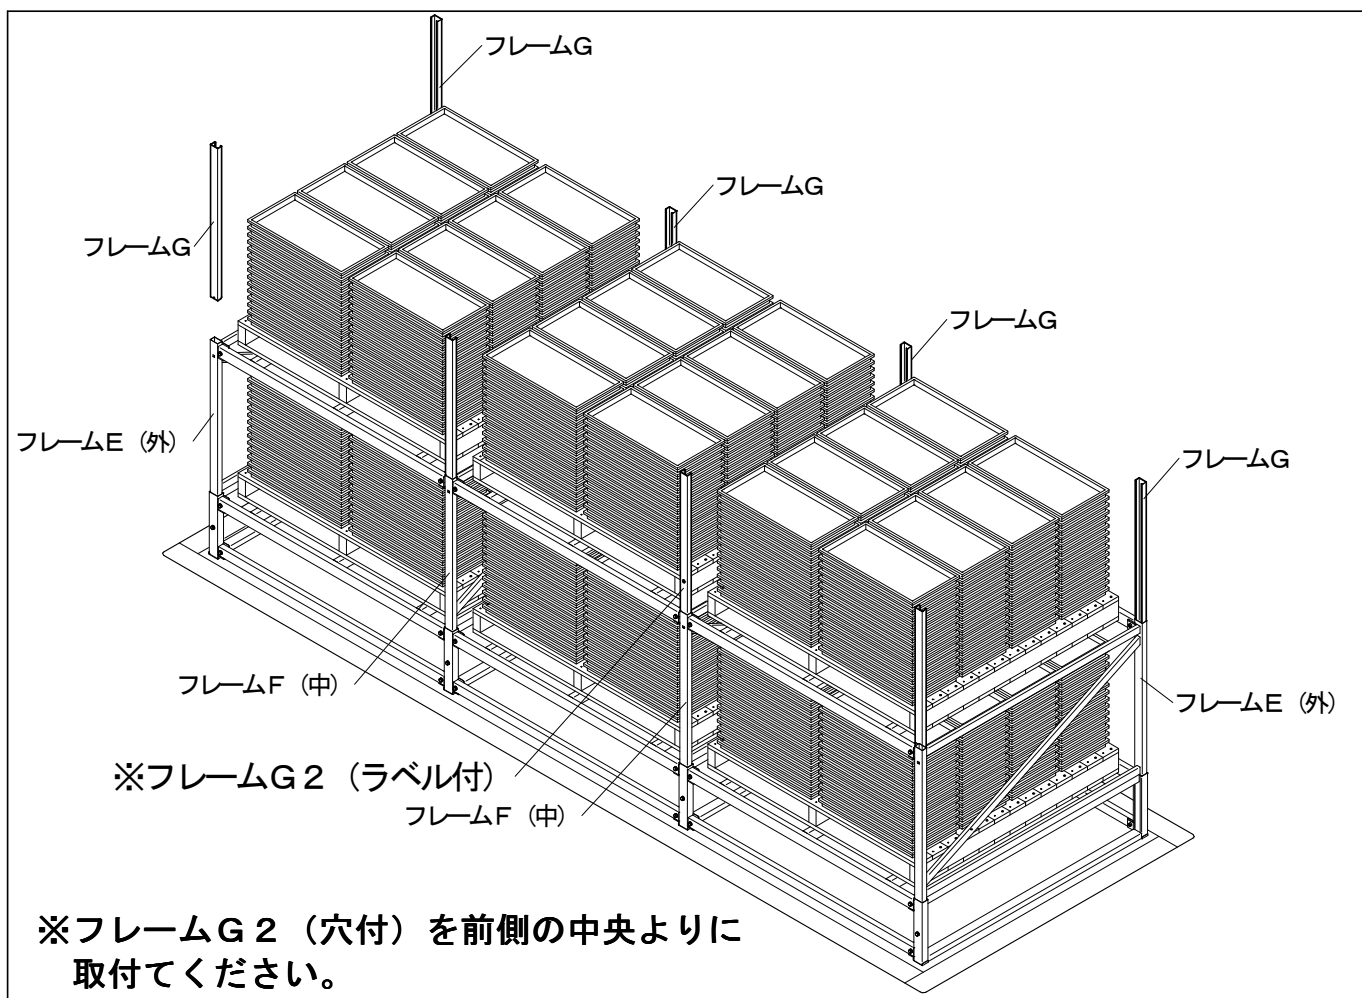 フレームG
フレームG
フレームG
フレームG
フレームE（外）
フレームG
フレームF（中）
フレームE（外）
※フレームG２（ラベル付）
フレームF（中）
※フレームG２（穴付）を前側の中央よりに
取付てください。